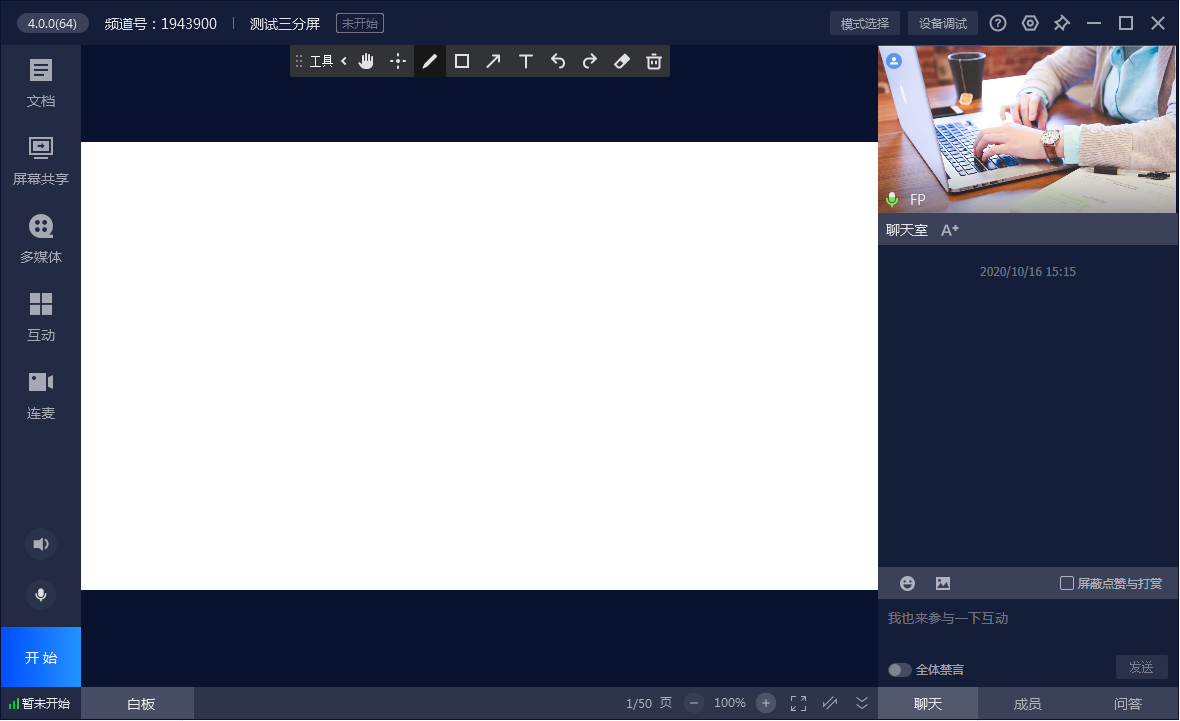 4.0.0(64) 频道号：1943900 测试三分屏 未开始 模式选择 设备调试
工具
文档
屏幕共享
多媒体
互动
连麦
开始
暂未开始
白板
1/50 页 100%
FP
聊天室 A+
2020/10/16 15:15
屏蔽点赞与打赏
我也来参与一下互动
全体禁言 发送
聊天 成员 问答